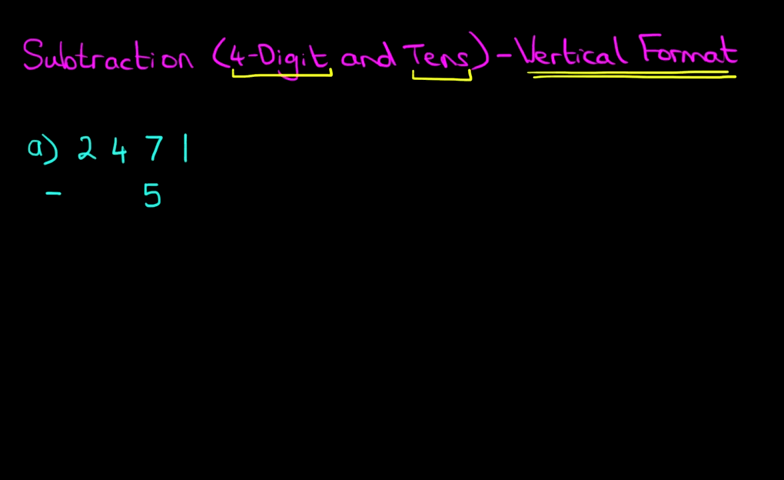 Subtraction (4-Digit and Tens) - Vertical Format
a) 2 4 7 1
- 5